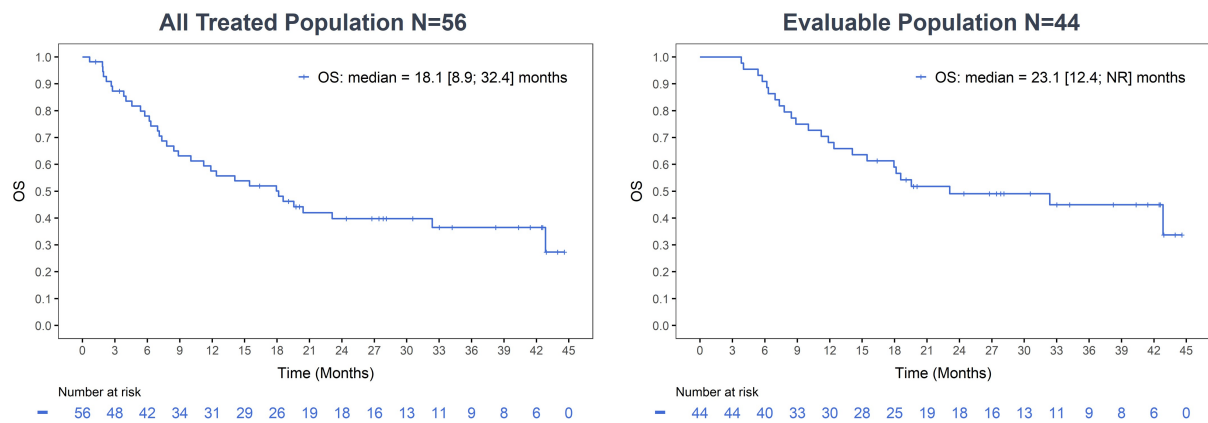 All Treated Population N=56
OS: median = 18.1 [8.9; 32.4] months
1.0
0.9
0.8
0.7
0.6
0.5
0.4
0.3
0.2
0.1
0.0
OS
0 3 6 9 12 15 18 21 24 27 30 33 36 39 42 45
Time (Months)
Number at risk
56 48 42 34 31 29 26 19 18 16 13 11 9 8 6 0
Evaluable Population N=44
OS: median = 23.1 [12.4; NR] months
1.0
0.9
0.8
0.7
0.6
0.5
0.4
0.3
0.2
0.1
0.0
OS
0 3 6 9 12 15 18 21 24 27 30 33 36 39 42 45
Time (Months)
Number at risk
44 44 40 33 30 28 25 19 18 16 13 11 9 8 6 0